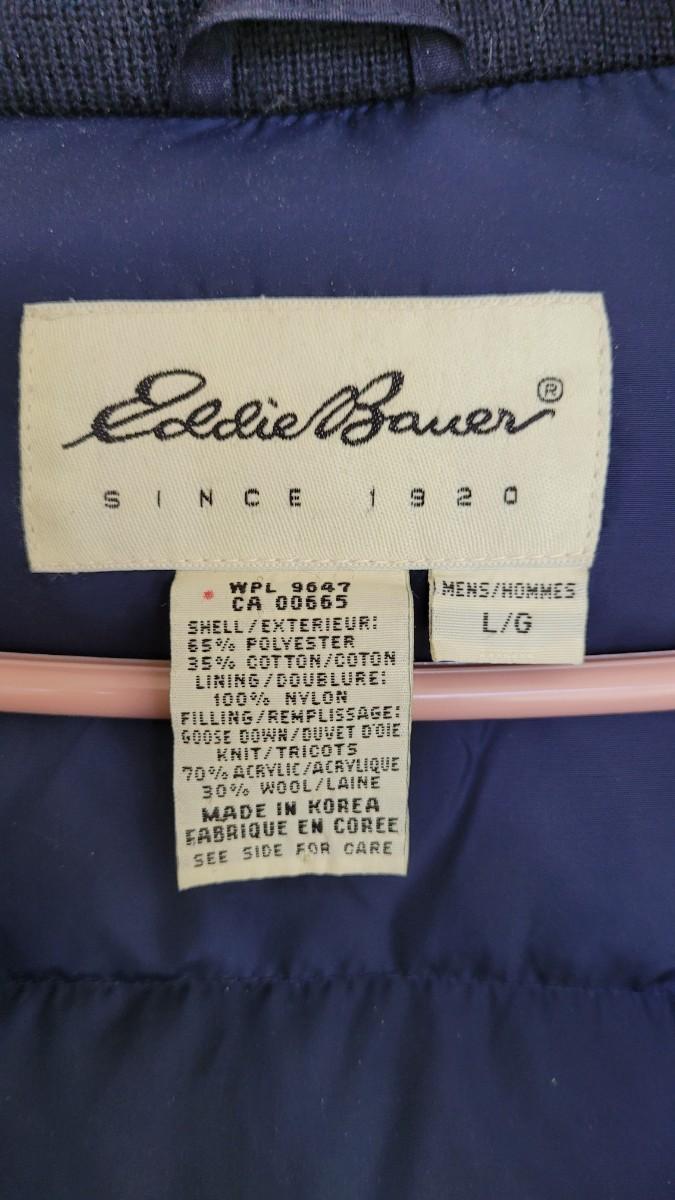 Eddie Bauer®
SINCE 1920
WPL 9647
CA 00665
SHELL/EXTERIEUR:
65% POLYESTER
35% COTTON/COTON
LINING/DOUBLURE:
100% NYLON
FILLING/REMPLISSAGE:
GOOSE DOWN/DUVET D'OIE
KNIT/TRICOTS
70% ACRYLIC/ACRYLIQUE
30% WOOL/LAINE
MADE IN KOREA
FABRIQUE EN COREE
SEE SIDE FOR CARE
MENS/HOMMES
L/G